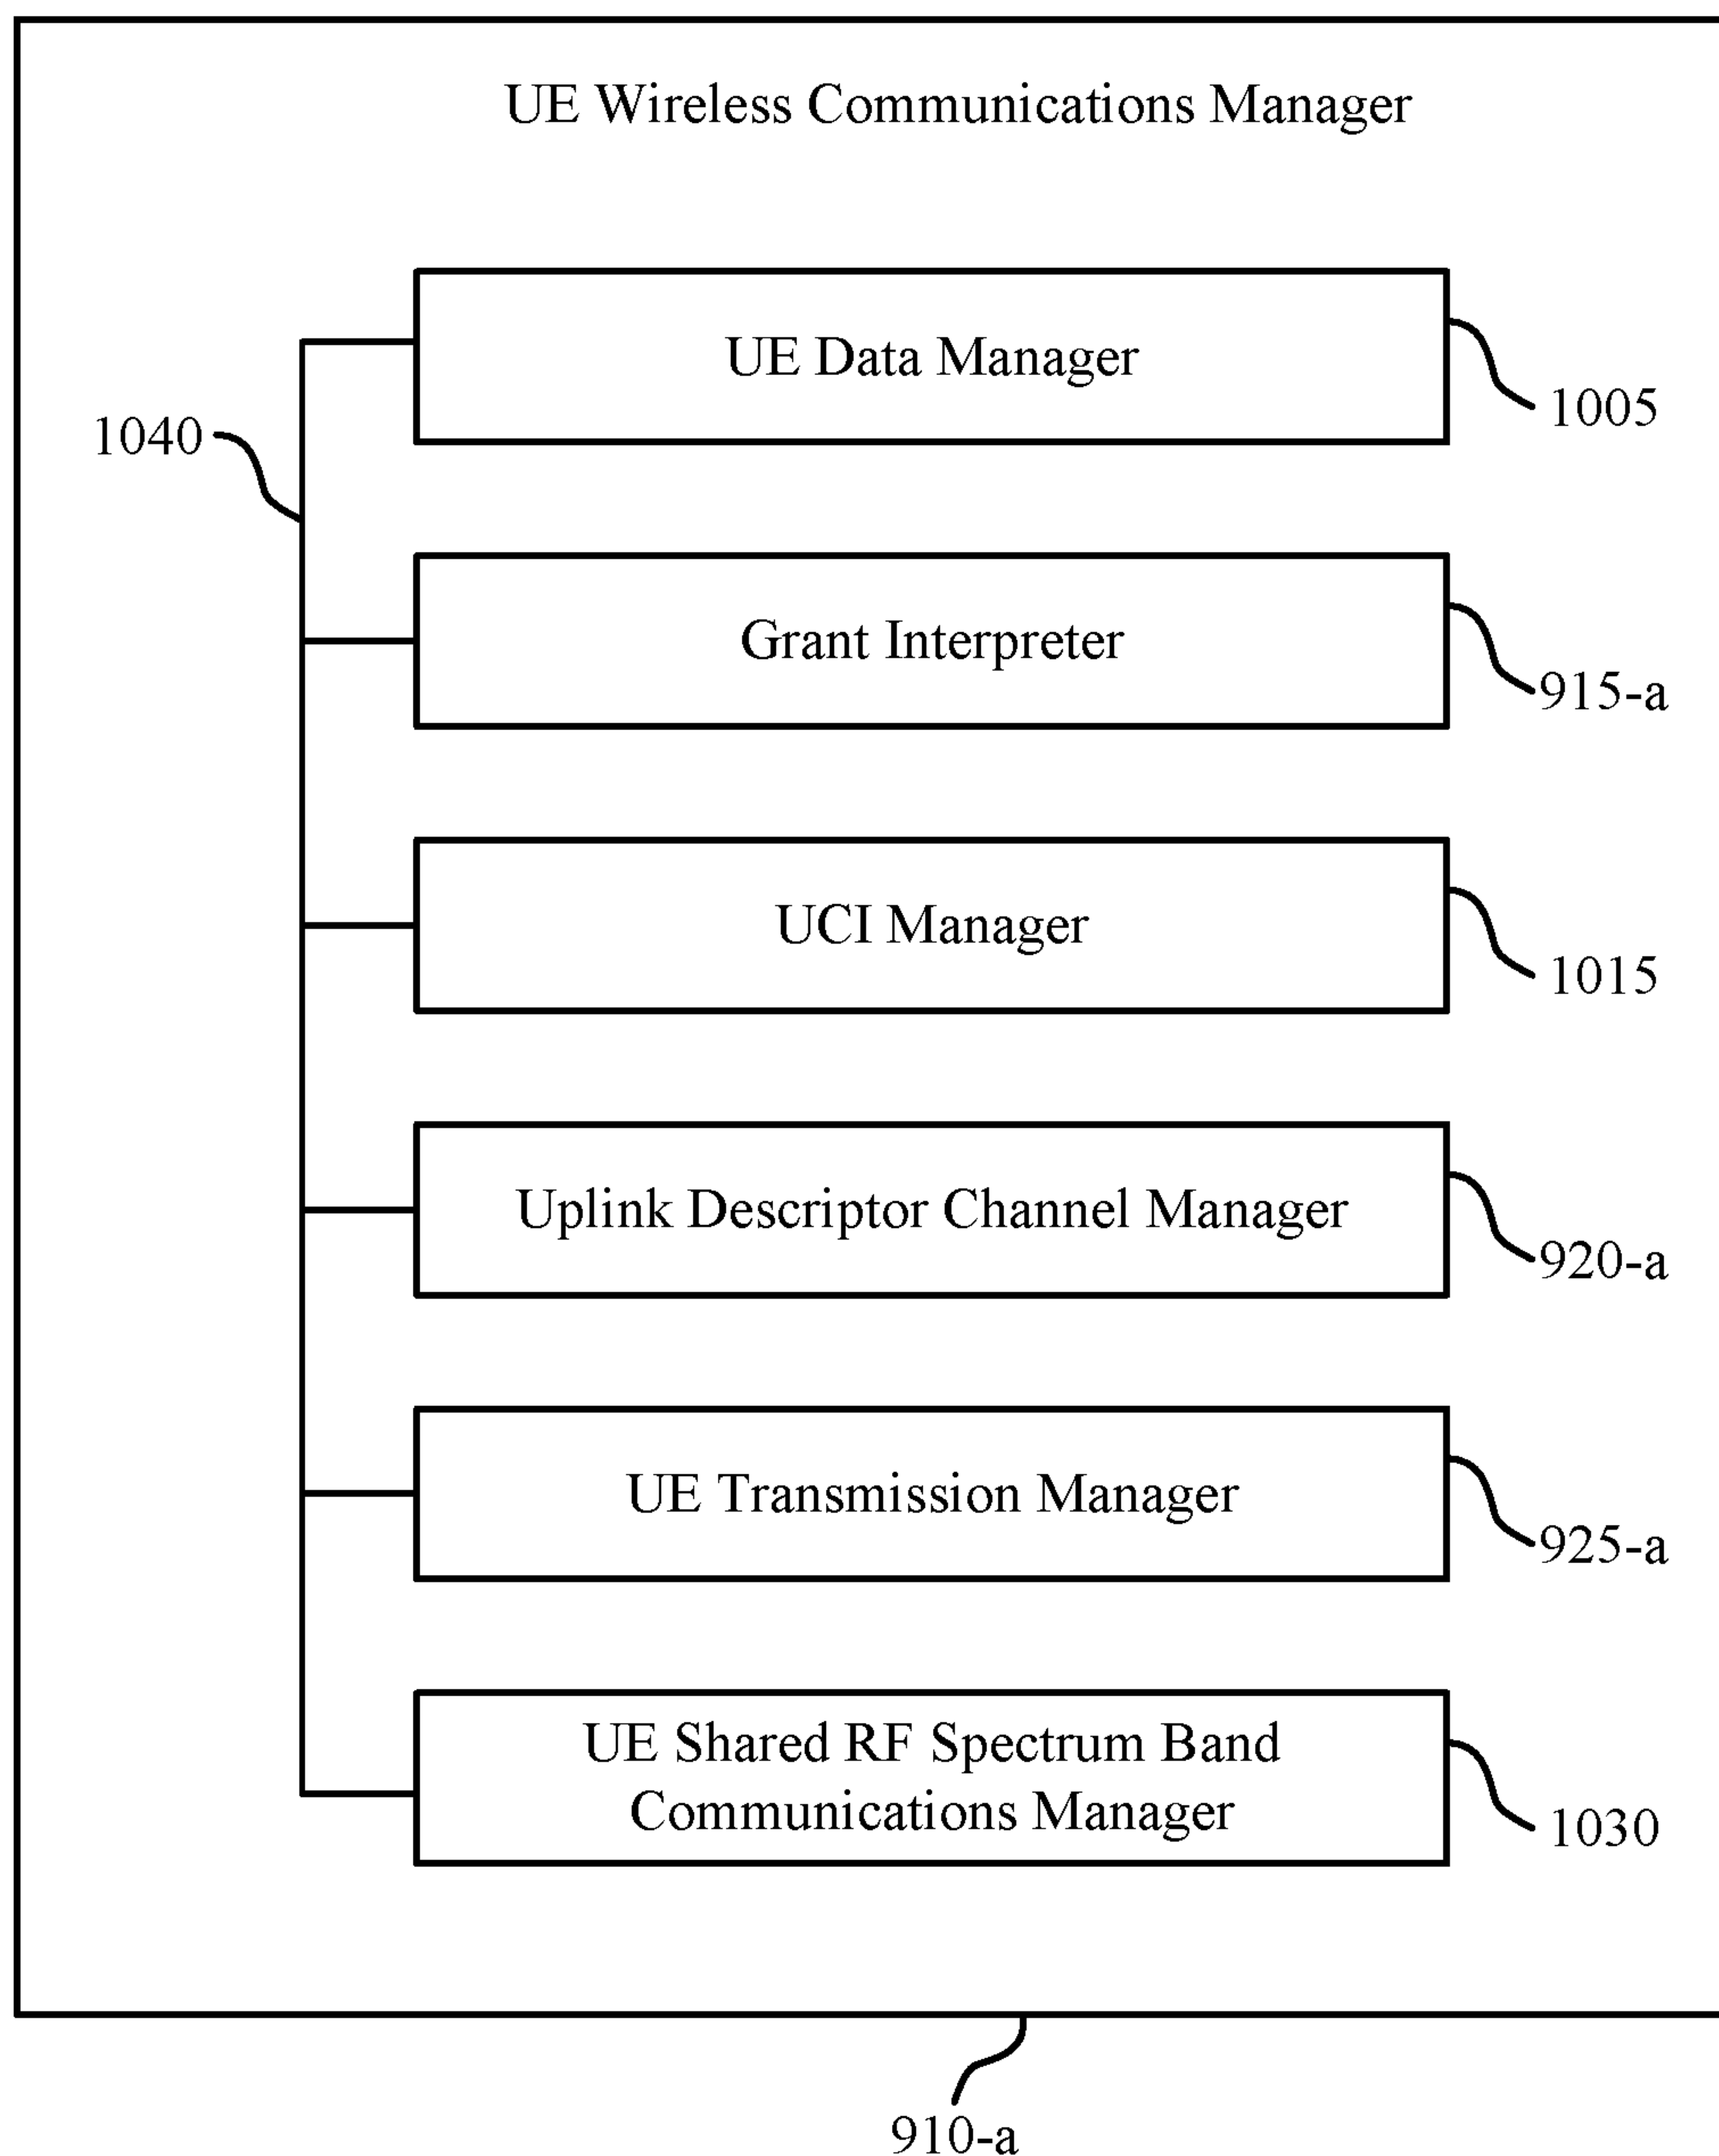 UE Wireless Communications Manager
UE Data Manager
1005
1040
Grant Interpreter
915-a
UCI Manager
1015
Uplink Descriptor Channel Manager
920-a
UE Transmission Manager
925-a
UE Shared RF Spectrum Band
Communications Manager
1030
910-a